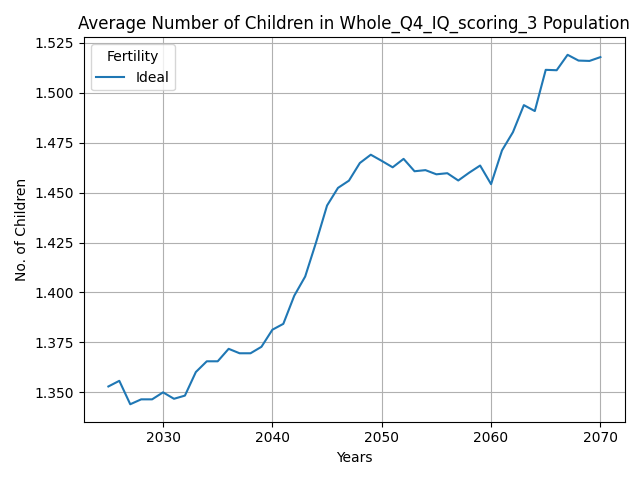 Average Number of Children in Whole_Q4_IQ_scoring_3 Population
Fertility
Ideal
No. of Children
1.525
1.500
1.475
1.450
1.425
1.400
1.375
1.350
2030 2040 2050 2060 2070
Years